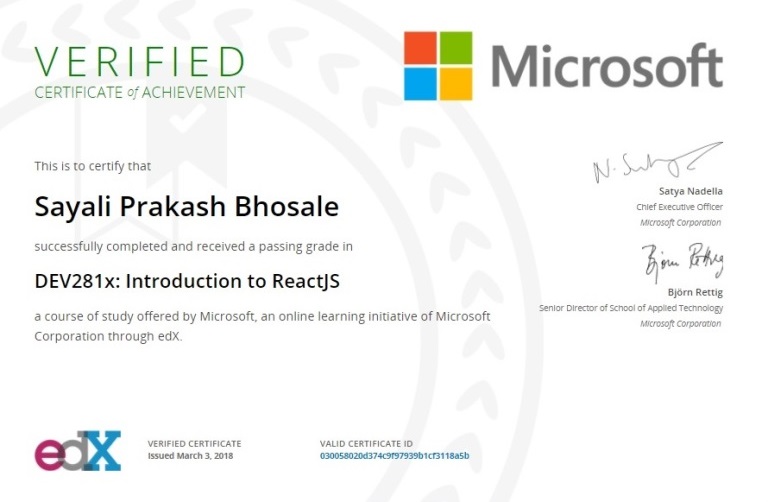 VERIFIED
CERTIFICATE of ACHIEVEMENT
Microsoft
This is to certify that
Sayali Prakash Bhosale
successfully completed and received a passing grade in
DEV281x: Introduction to ReactJS
a course of study offered by Microsoft, an online learning initiative of Microsoft
Corporation through edX.
N. Satya
Satya Nadella
Chief Executive Officer
Microsoft Corporation
Björn Rettig
Björn Rettig
Senior Director of School of Applied Technology
Microsoft Corporation
edX
VERIFIED CERTIFICATE
Issued March 3, 2018
VALID CERTIFICATE ID
030058020d374c9f97939b1cf3118a5b